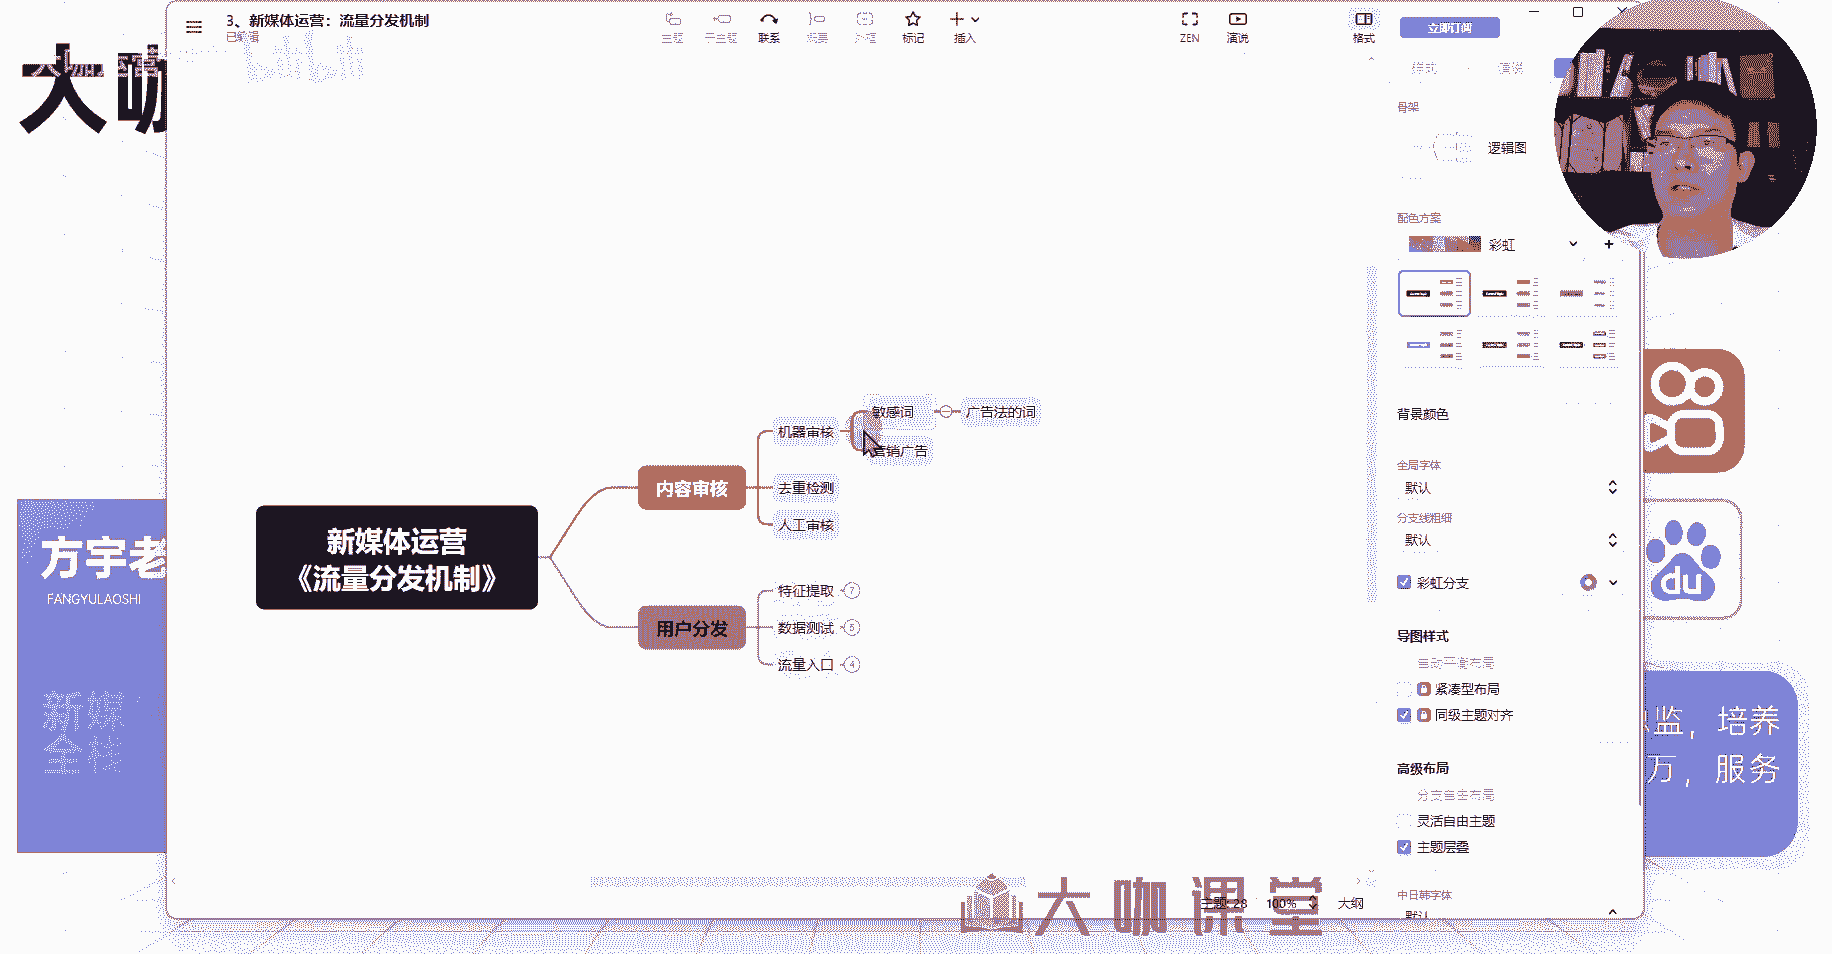 3、新媒体运营：流量分发机制
已编辑
主题
子主题
联系
概要
外框
标记
插入
ZEN
演说
格式
立即订阅
bilibili
大咖
样式
演说
骨架
逻辑图
配色方案
彩虹
背景颜色
全局字体
默认
分支线粗细
默认
彩虹分支
导图样式
自动平衡布局
紧凑型布局
同级主题对齐
高级布局
分支自由布局
灵活自由主题
主题层叠
中日韩字体
默认
敏感词
广告法的词
机器审核
营销广告
内容审核
去重检测
人工审核
新媒体运营
《流量分发机制》
特征提取
7
用户分发
数据测试
5
流量入口
4
方宇老
FANGYULAOSHI
新媒
全栈
du
监，培养
万，服务
大咖课堂
主题: 28
100%
大纲